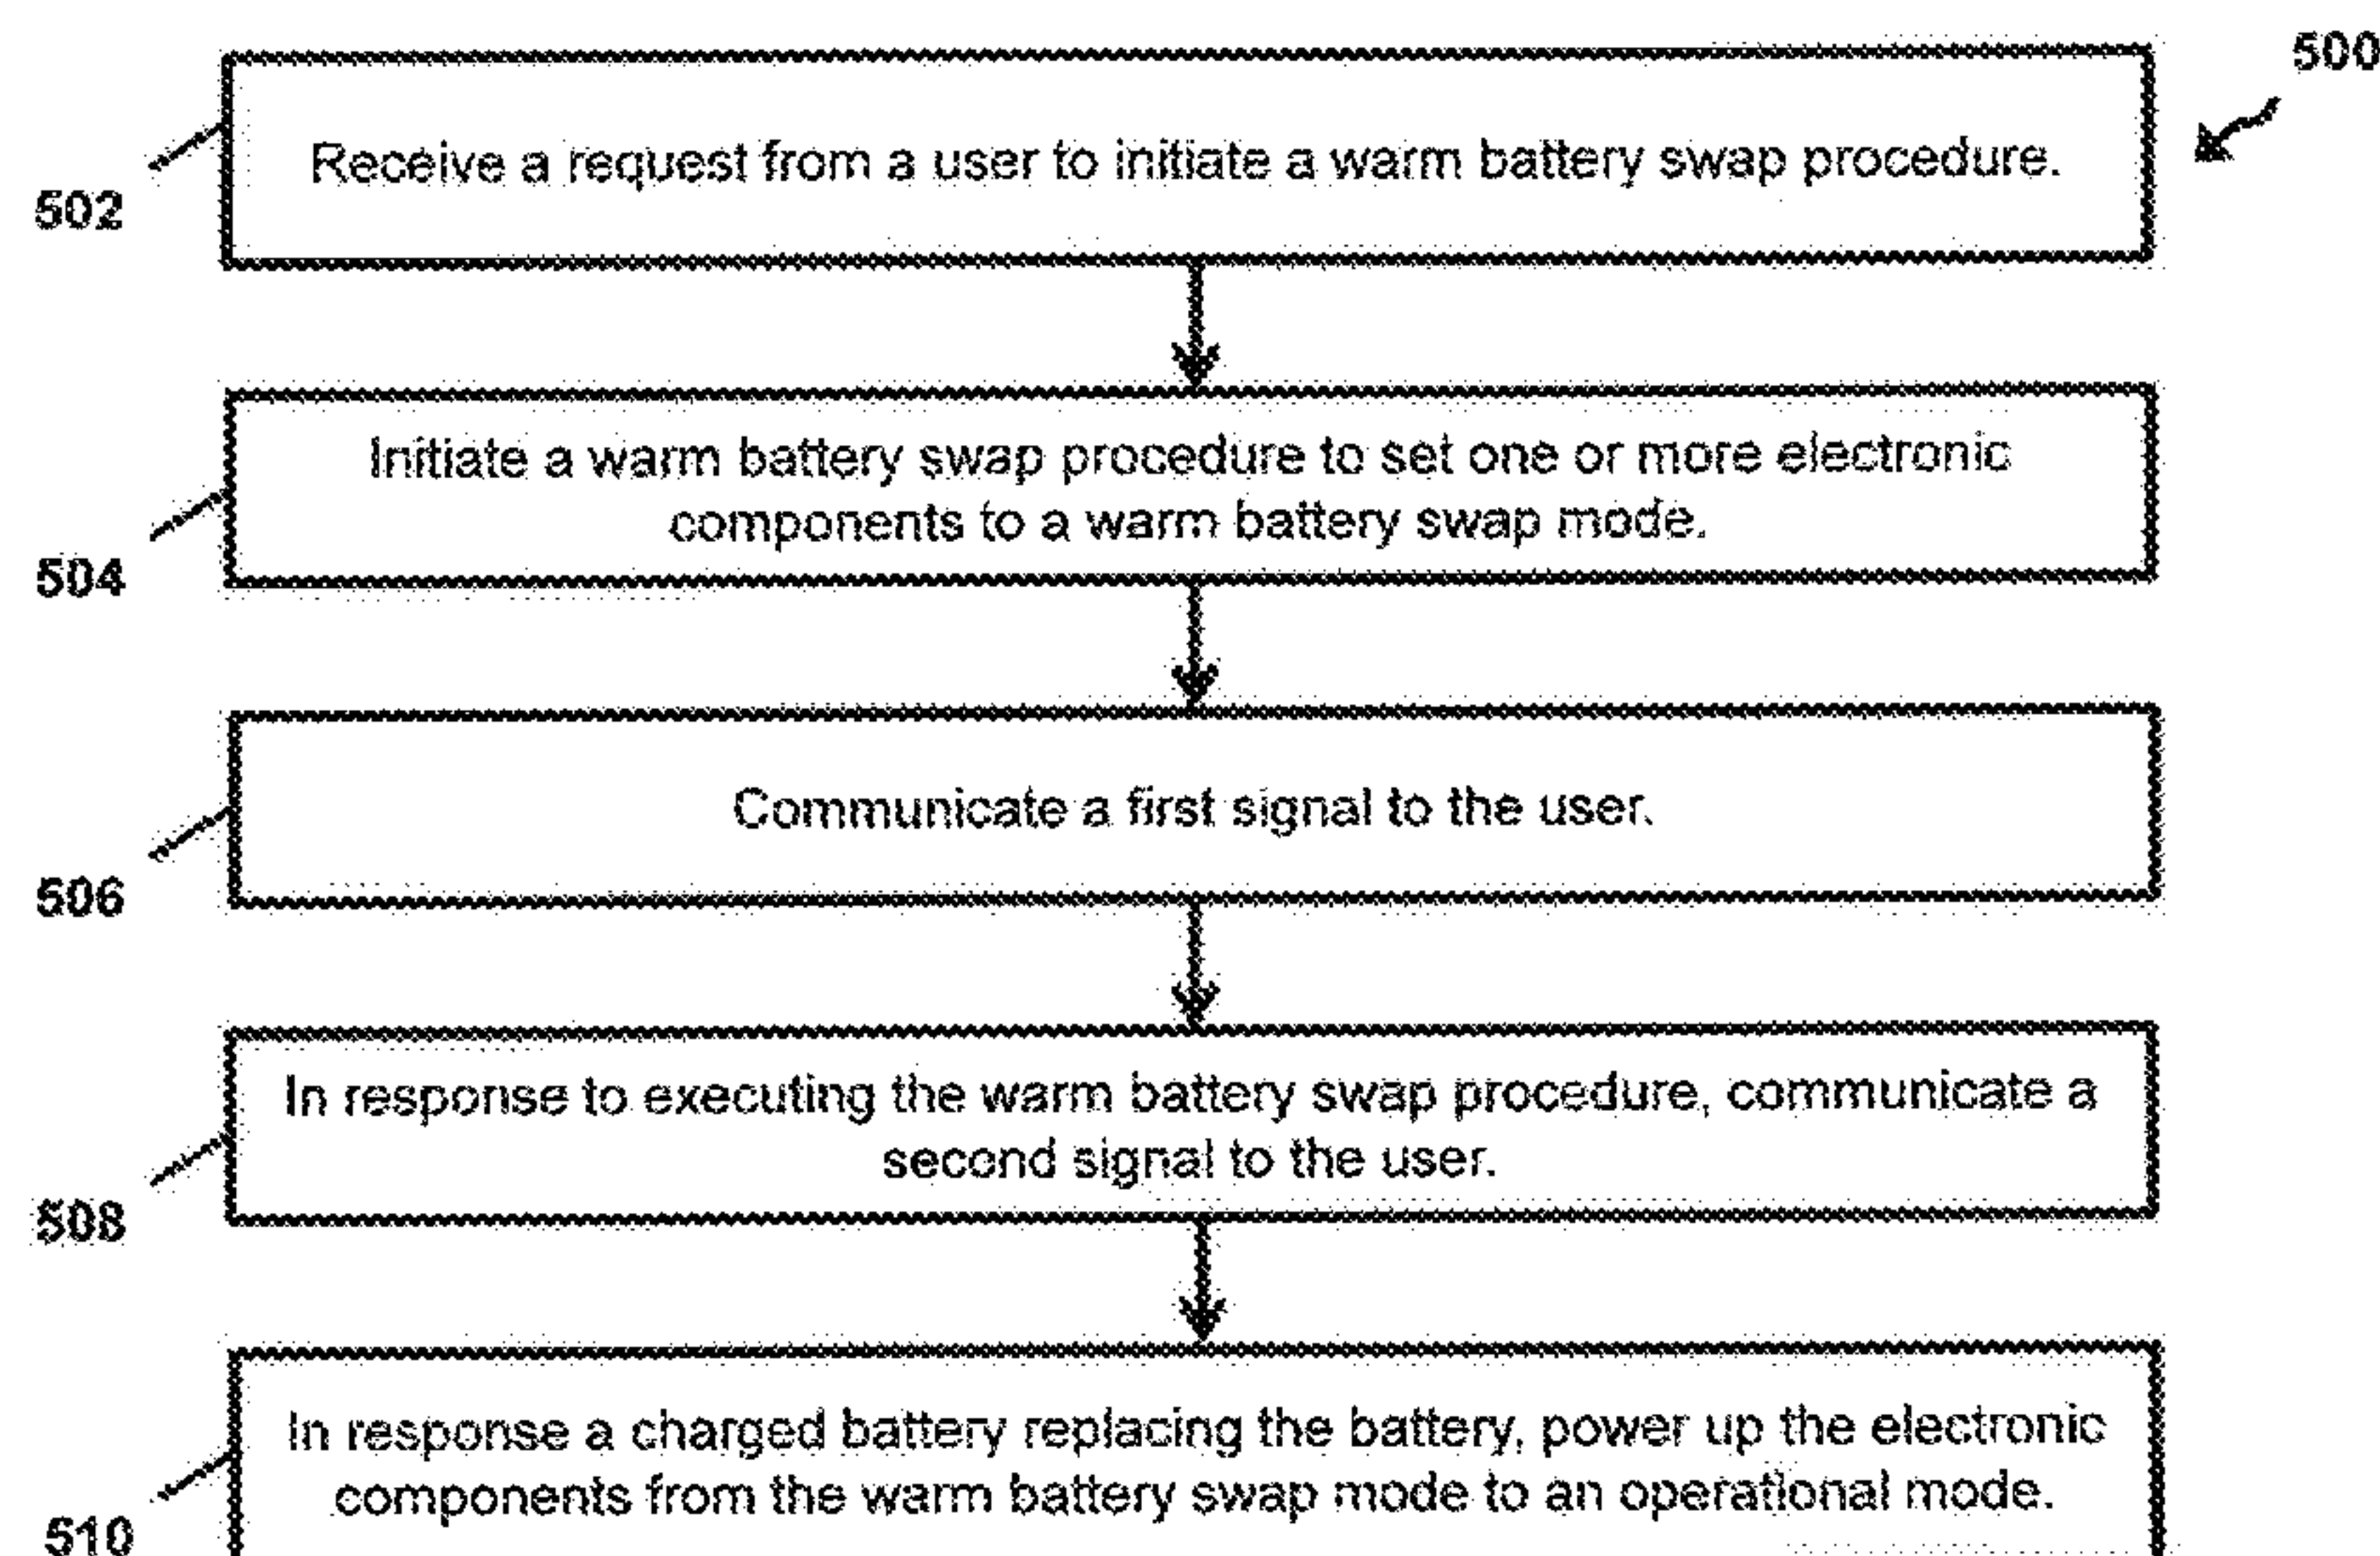 500
Receive a request from a user to initiate a warm battery swap procedure.
502
Initiate a warm battery swap procedure to set one or more electronic
components to a warm battery swap mode.
504
Communicate a first signal to the user.
506
In response to executing the warm battery swap procedure, communicate a
second signal to the user.
508
In response a charged battery replacing the battery, power up the electronic
components from the warm battery swap mode to an operational mode.
510